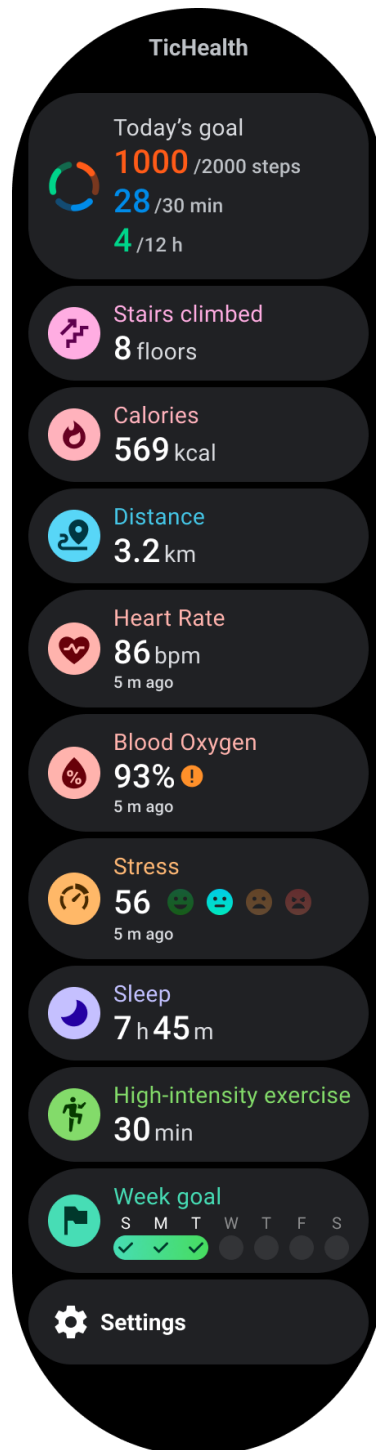 TicHealth
Today's goal
1000 /2000 steps
28 /30 min
4 /12 h
Stairs climbed
8 floors
Calories
569 kcal
Distance
3.2 km
Heart Rate
86 bpm
5 m ago
Blood Oxygen
93%
5 m ago
Stress
56
5 m ago
Sleep
7 h 45 m
High-intensity exercise
30 min
Week goal
S M T W T F S
Settings